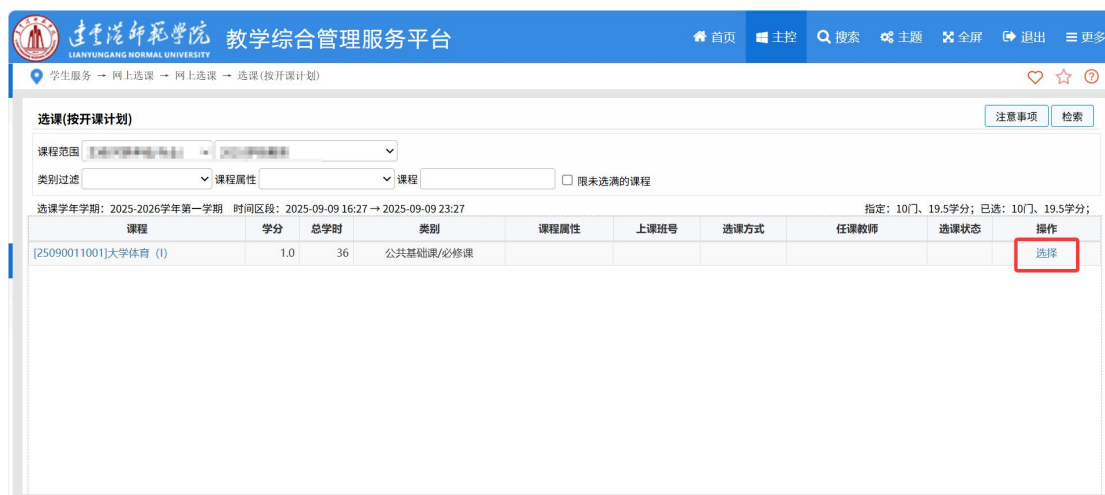 连云港师范学院 教学综合管理服务平台 首页 主控 搜索 主题 全屏 退出 更多
LIANYUNGANG NORMAL UNIVERSITY
学生服务 → 网上选课 → 网上选课 → 选课(按开课计划)
选课(按开课计划) 注意事项 检索
课程范围
类别过滤 课程属性 课程 限未选满的课程
选课学年学期：2025-2026学年第一学期 时间区段：2025-09-09 16:27 → 2025-09-09 23:27 指定：10门、19.5学分；已选：10门、19.5学分；
课程 学分 总学时 类别 课程属性 上课班号 选课方式 任课教师 选课状态 操作
[25090011001]大学体育（I） 1.0 36 公共基础课/必修课 选择